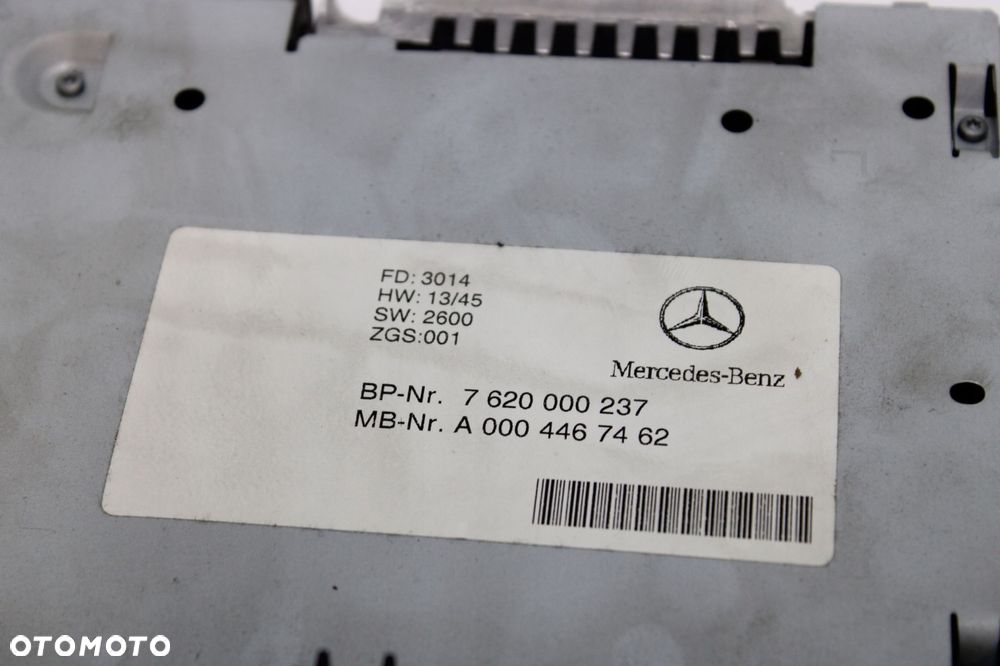 FD: 3014
HW: 13/45
SW: 2600
ZGS:001
Mercedes-Benz
BP-Nr. 7 620 000 237
MB-Nr. A 000 446 74 62
OTOMOTO